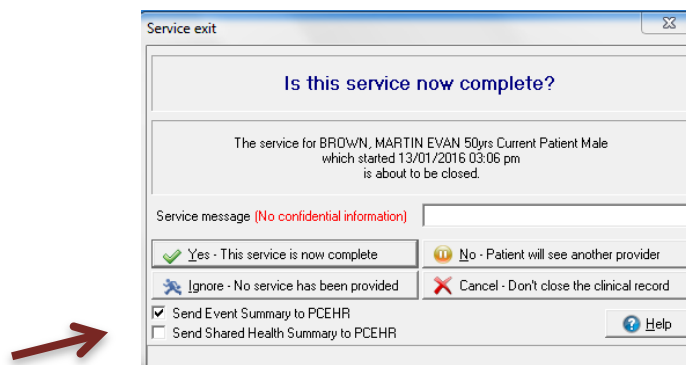 Service exit
Is this service now complete?
The service for BROWN, MARTIN EVAN 50yrs Current Patient Male
which started 13/01/2016 03:06 pm
is about to be closed.
Service message (No confidential information)
Yes - This service is now complete
No - Patient will see another provider
Ignore - No service has been provided
Cancel - Don't close the clinical record
Send Event Summary to PCEHR
Send Shared Health Summary to PCEHR
Help